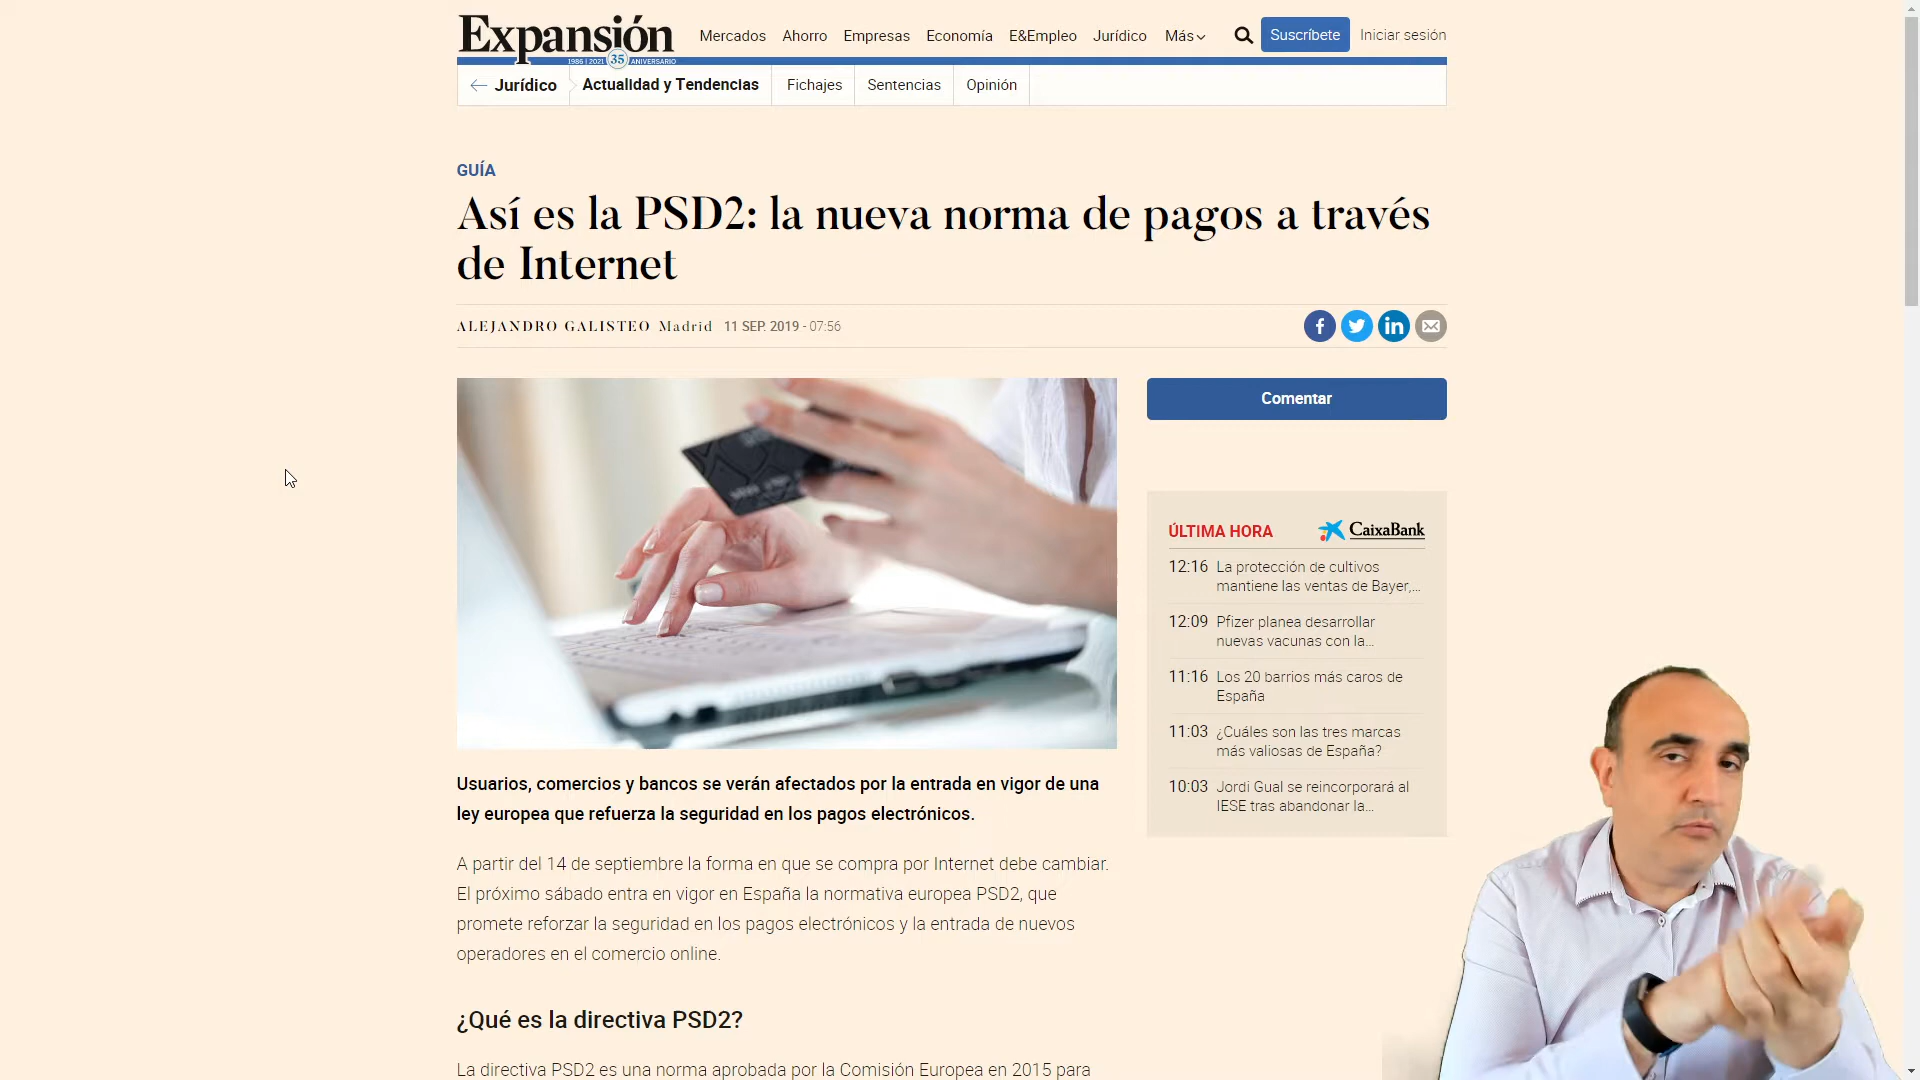 Expansión
1986 | 2021 35 ANIVERSARIO
Mercados Ahorro Empresas Economía E&Empleo Jurídico Más
Suscríbete Iniciar sesión
Jurídico Actualidad y Tendencias Fichajes Sentencias Opinión
GUÍA
Así es la PSD2: la nueva norma de pagos a través
de Internet
ALEJANDRO GALISTEO Madrid 11 SEP. 2019 - 07:56
Comentar
ÚLTIMA HORA CaixaBank
12:16 La protección de cultivos
mantiene las ventas de Bayer,...
12:09 Pfizer planea desarrollar
nuevas vacunas con la...
11:16 Los 20 barrios más caros de
España
11:03 ¿Cuáles son las tres marcas
más valiosas de España?
10:03 Jordi Gual se reincorporará al
IESE tras abandonar la...
Usuarios, comercios y bancos se verán afectados por la entrada en vigor de una
ley europea que refuerza la seguridad en los pagos electrónicos.
A partir del 14 de septiembre la forma en que se compra por Internet debe cambiar.
El próximo sábado entra en vigor en España la normativa europea PSD2, que
promete reforzar la seguridad en los pagos electrónicos y la entrada de nuevos
operadores en el comercio online.
¿Qué es la directiva PSD2?
La directiva PSD2 es una norma aprobada por la Comisión Europea en 2015 para